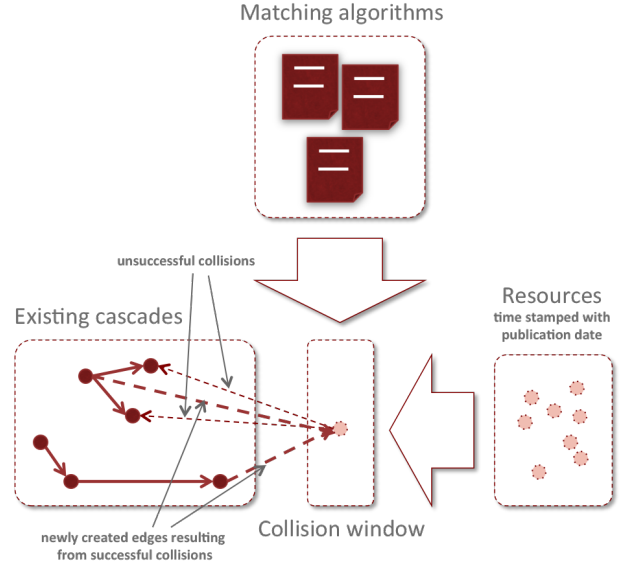 Matching algorithms
unsuccessful collisions
Existing cascades
Resources
time stamped with
publication date
Collision window
newly created edges resulting
from successful collisions